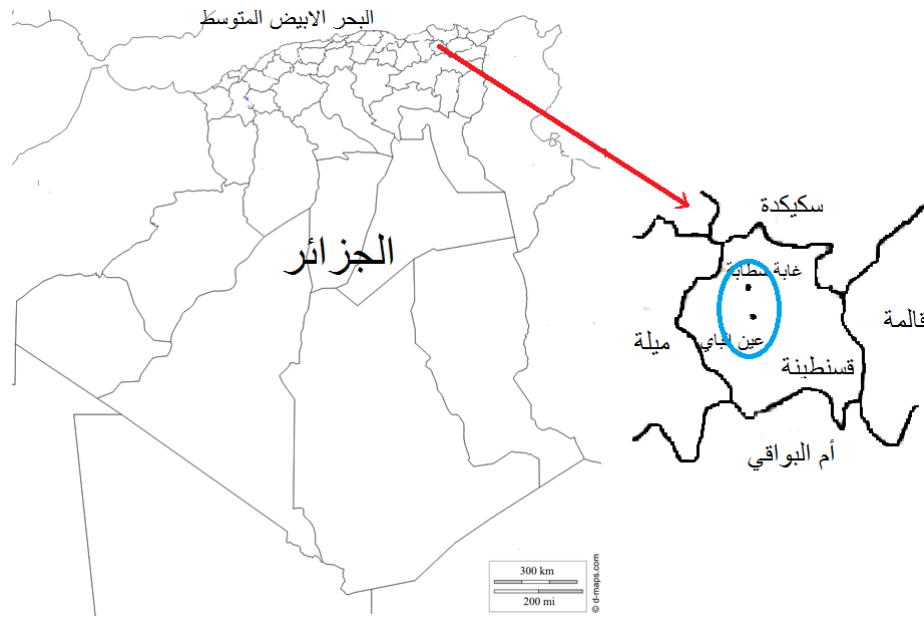 البحر الابيض المتوسط
الجزائر
سكيكدة
غابة شطابة
قالمة
عين الباي
ميلة
قسنطينة
أم البواقي
300 km
200 mi
© d-maps.com